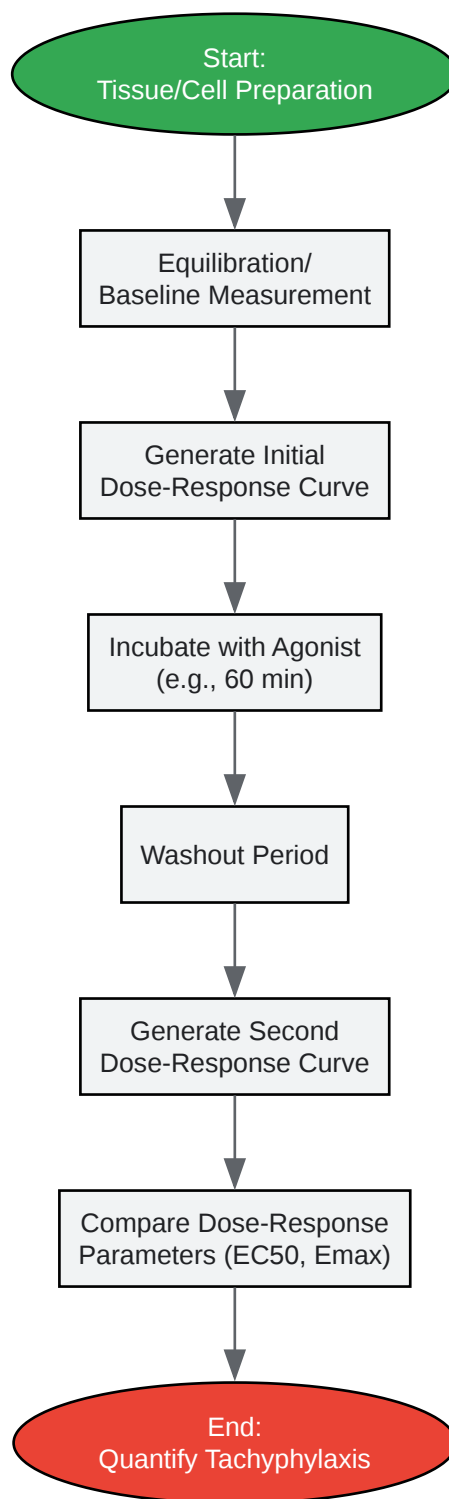 Start:
Tissue/Cell Preparation
Equilibration/
Baseline Measurement
Generate Initial
Dose-Response Curve
Incubate with Agonist
(e.g., 60 min)
Washout Period
Generate Second
Dose-Response Curve
Compare Dose-Response
Parameters (EC50, Emax)
End:
Quantify Tachyphylaxis